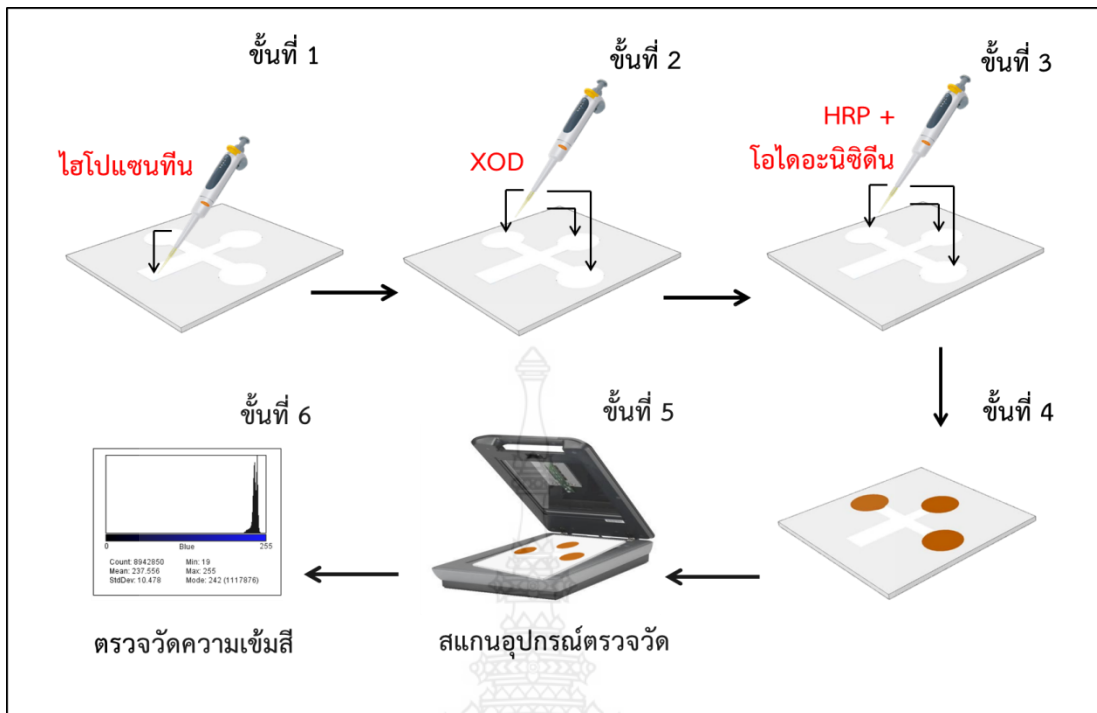 ขั้นที่ 1
ไฮโปแซนทีน
ขั้นที่ 2
XOD
ขั้นที่ 3
HRP +
โอไดอะนิซิดีน
ขั้นที่ 4
ขั้นที่ 5
สแกนอุปกรณ์ตรวจวัด
ขั้นที่ 6
0
Blue
255
Count: 8942850 Min: 19
Mean: 237.556 Max: 255
StdDev: 10.478 Mode: 242 (1117876)
ตรวจวัดความเข้มสี